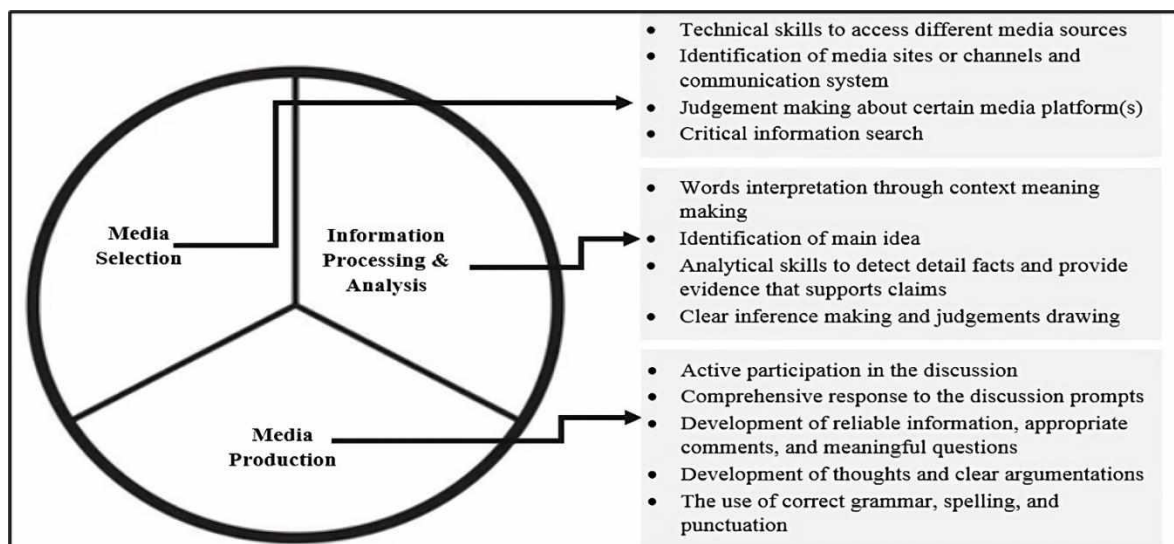 Media
Selection
Information
Processing &
Analysis
Media
Production
• Technical skills to access different media sources
• Identification of media sites or channels and
communication system
• Judgement making about certain media platform(s)
• Critical information search
• Words interpretation through context meaning
making
• Identification of main idea
• Analytical skills to detect detail facts and provide
evidence that supports claims
• Clear inference making and judgements drawing
• Active participation in the discussion
• Comprehensive response to the discussion prompts
• Development of reliable information, appropriate
comments, and meaningful questions
• Development of thoughts and clear argumentations
• The use of correct grammar, spelling, and
punctuation